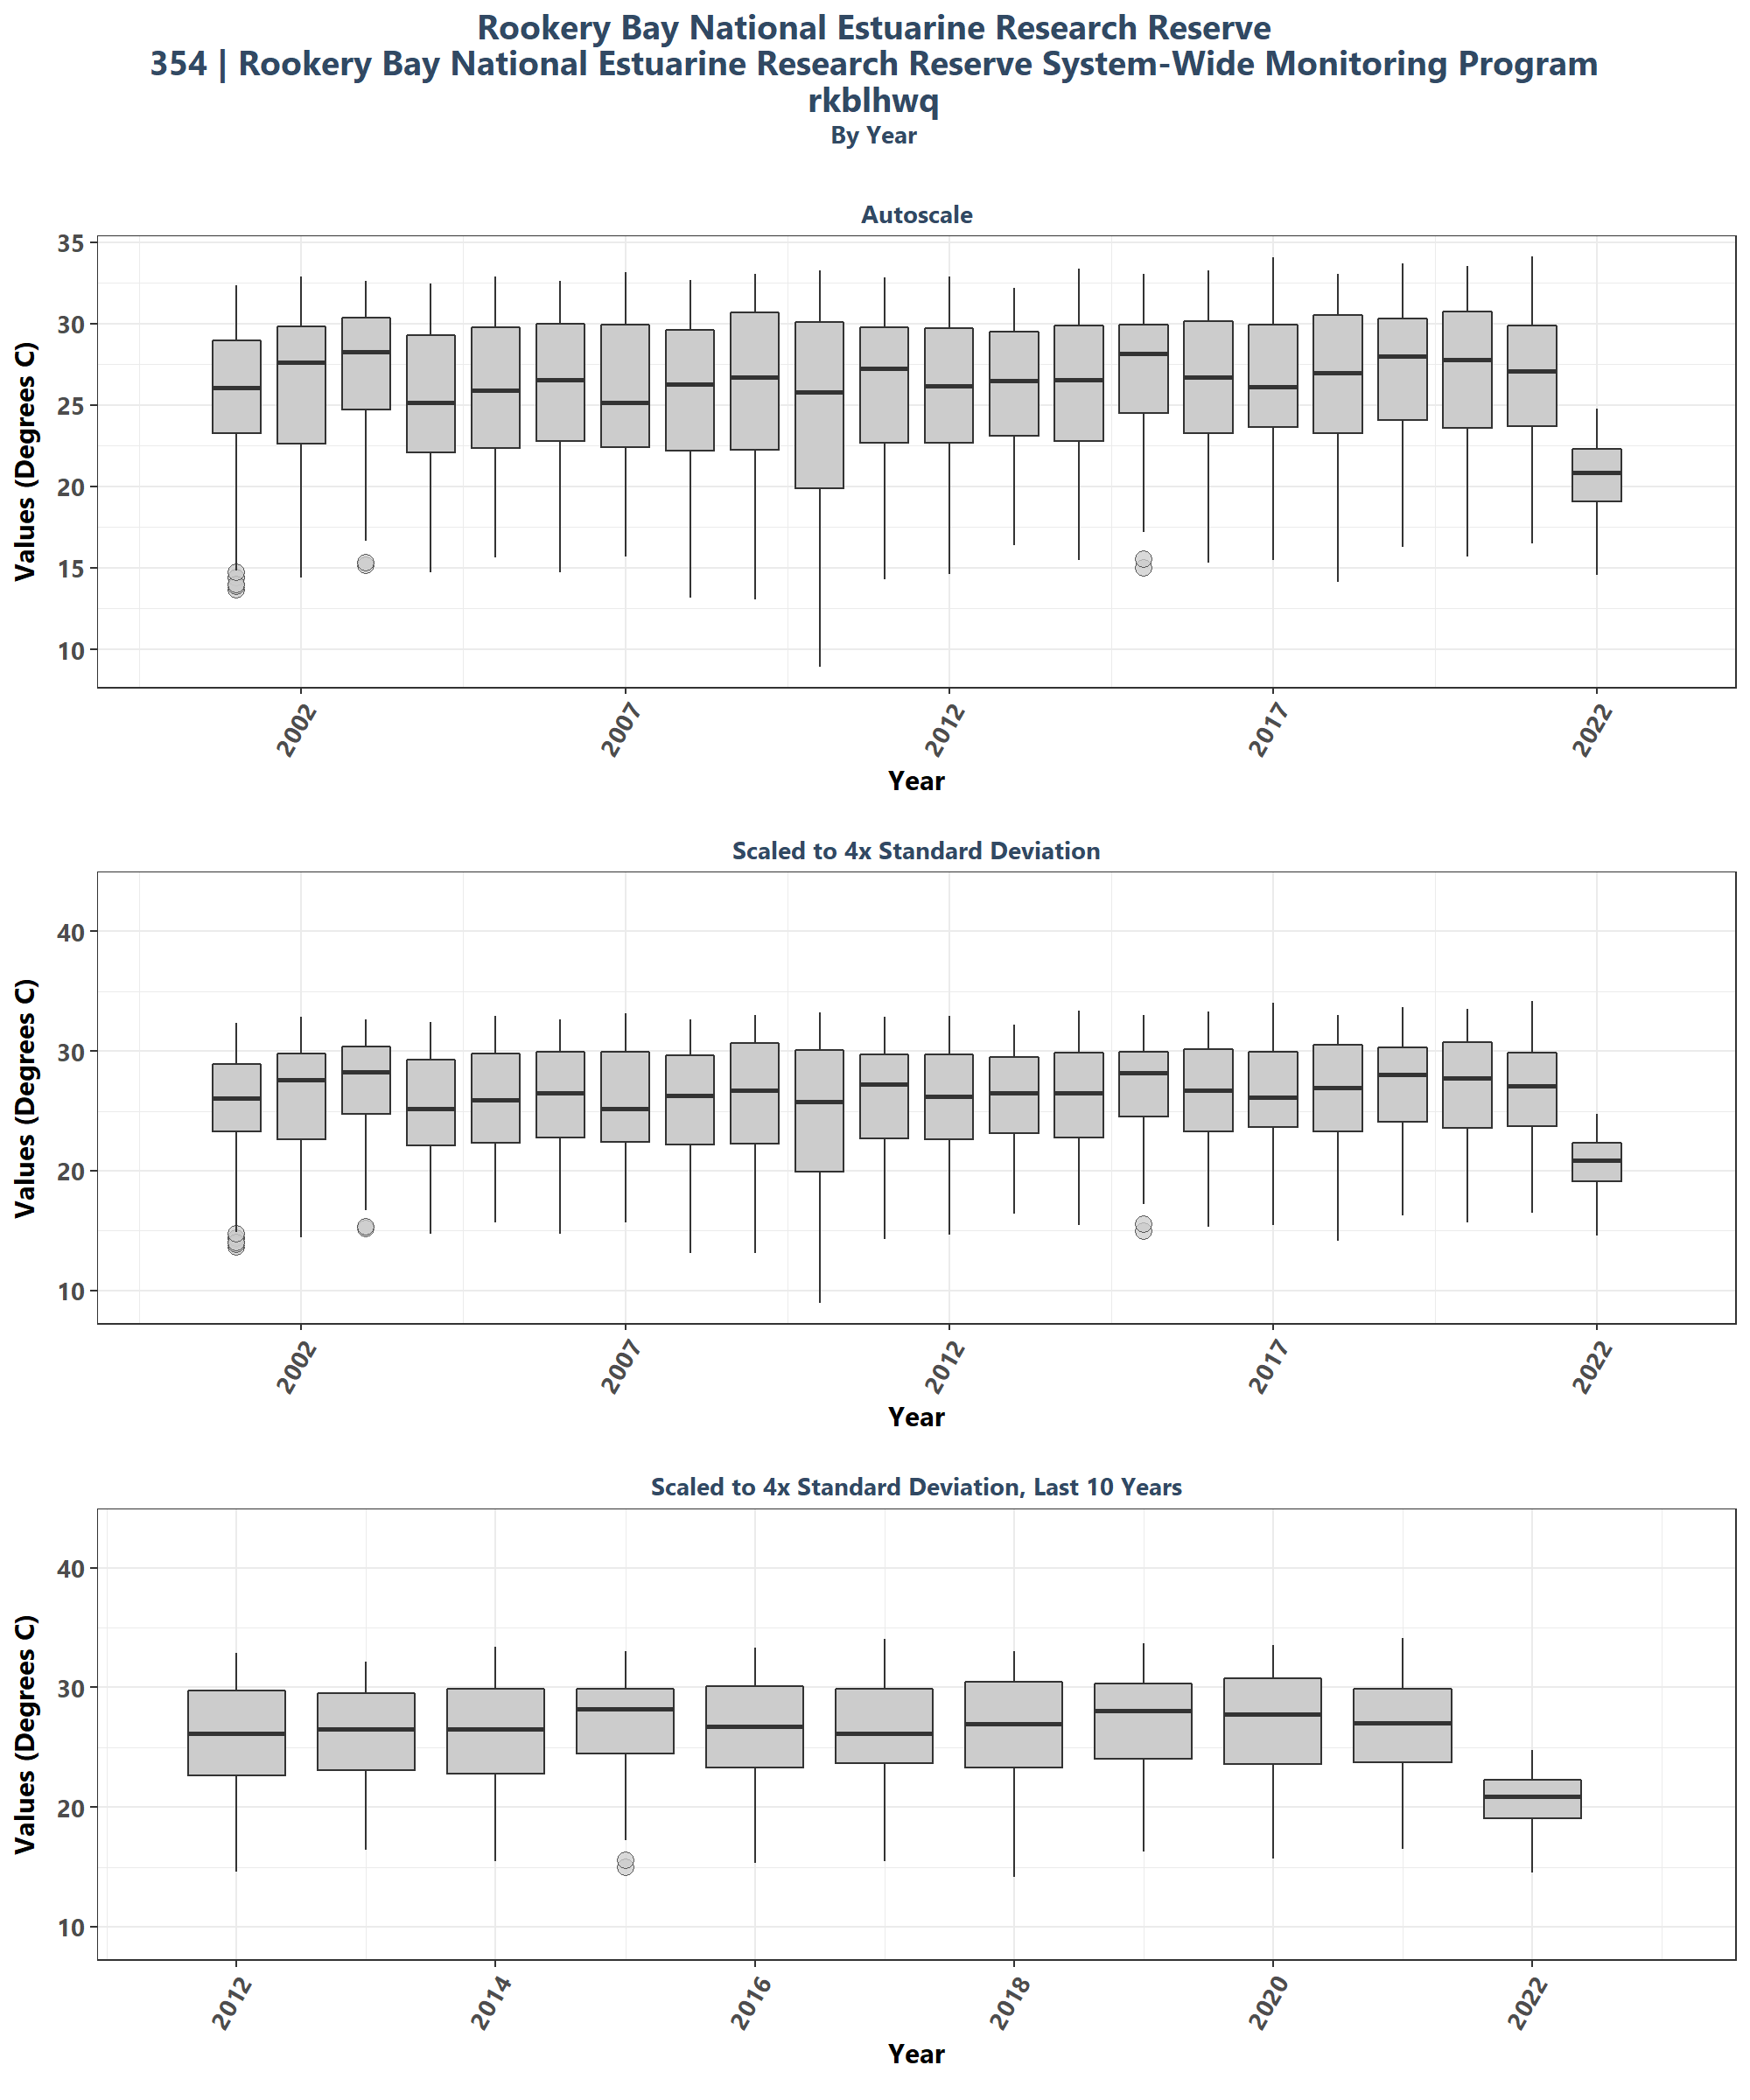 Rookery Bay National Estuarine Research Reserve
354 | Rookery Bay National Estuarine Research Reserve System-Wide Monitoring Program
rkblhwq
By Year
Autoscale
Values (Degrees C)
35
30
25
20
15
10
2002
2007
2012
2017
2022
Year
Scaled to 4x Standard Deviation
Values (Degrees C)
40
30
20
10
2002
2007
2012
2017
2022
Year
Scaled to 4x Standard Deviation, Last 10 Years
Values (Degrees C)
40
30
20
10
2012
2014
2016
2018
2020
2022
Year